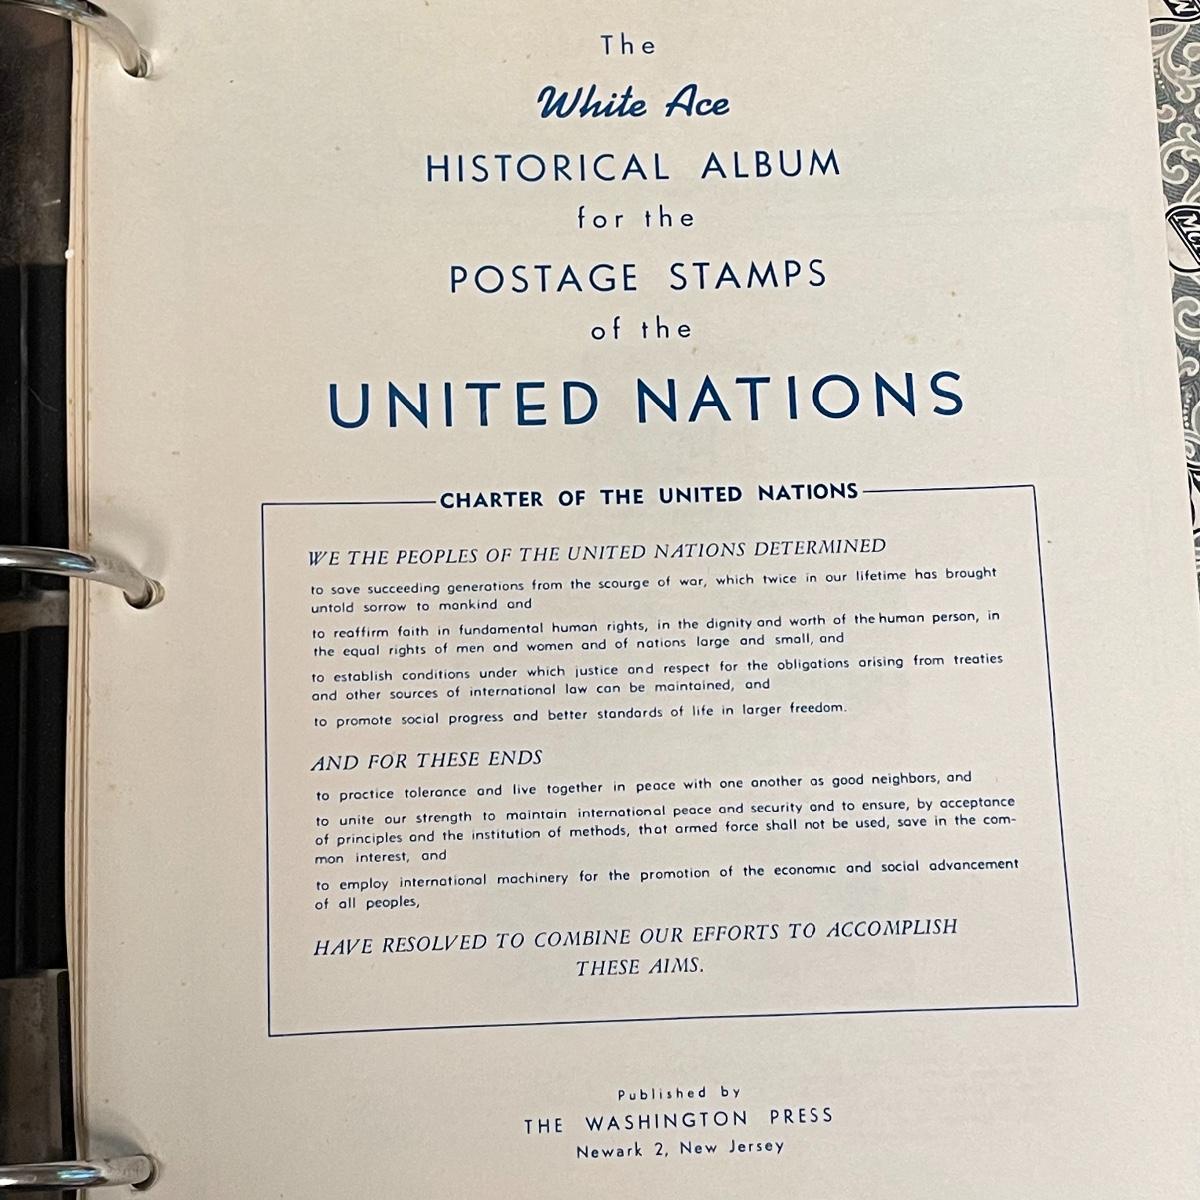 The
White Ace
HISTORICAL ALBUM
for the
POSTAGE STAMPS
of the
UNITED NATIONS
CHARTER OF THE UNITED NATIONS
WE THE PEOPLES OF THE UNITED NATIONS DETERMINED
to save succeeding generations from the scourge of war, which twice in our lifetime has brought
untold sorrow to mankind and
to reaffirm faith in fundamental human rights, in the dignity and worth of the human person, in
the equal rights of men and women and of nations large and small, and
to establish conditions under which justice and respect for the obligations arising from treaties
and other sources of international law can be maintained, and
to promote social progress and better standards of life in larger freedom.
AND FOR THESE ENDS
to practice tolerance and live together in peace with one another as good neighbors, and
to unite our strength to maintain international peace and security and to ensure, by acceptance
of principles and the institution of methods, that armed force shall not be used, save in the com-
mon interest, and
to employ international machinery for the promotion of the economic and social advancement
of all peoples,
HAVE RESOLVED TO COMBINE OUR EFFORTS TO ACCOMPLISH
THESE AIMS.
Published by
THE WASHINGTON PRESS
Newark 2, New Jersey